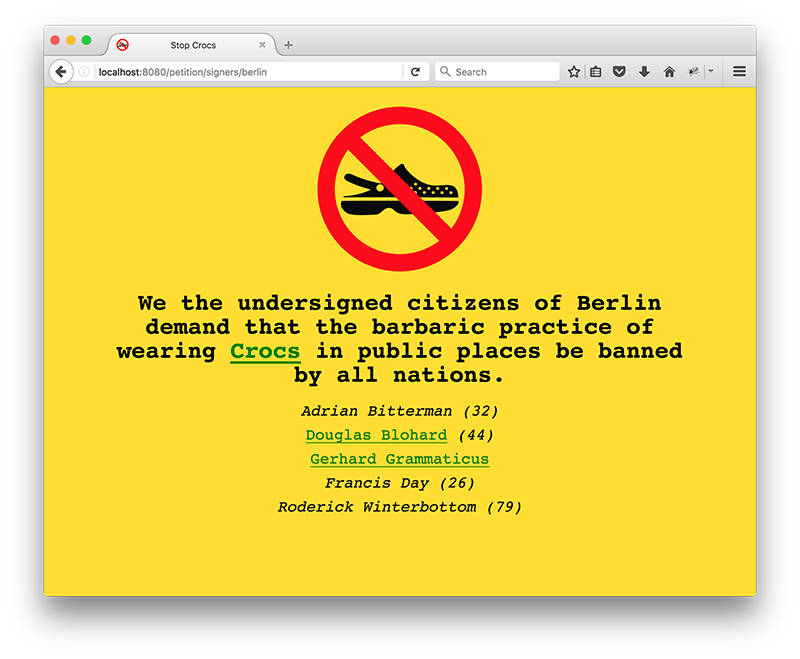 Stop Crocs
localhost:8080/petition/signers/berlin
Search
We the undersigned citizens of Berlin
demand that the barbaric practice of
wearing Crocs in public places be banned
by all nations.
Adrian Bitterman (32)
Douglas Blohard (44)
Gerhard Grammaticus
Francis Day (26)
Roderick Winterbottom (79)